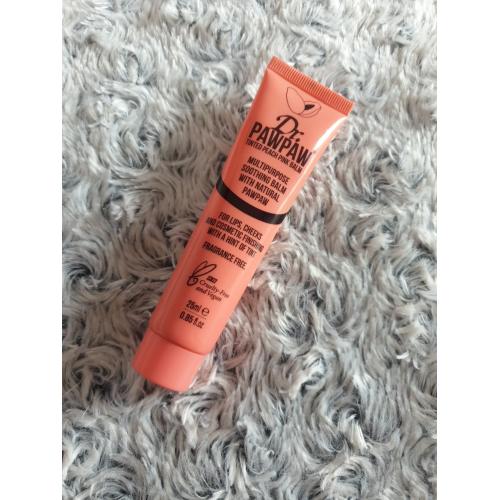 Dr.
PAWPAW
TINTED PEACH PINK BALM
MULTIPURPOSE
SOOTHING BALM
WITH NATURAL
PAWPAW
FOR LIPS, CHEEKS
AND COSMETIC FINISHING
WITH A HINT OF TINT
FRAGRANCE FREE
Cruelty-Free
and Vegan
25ml e
0.85 fl.oz